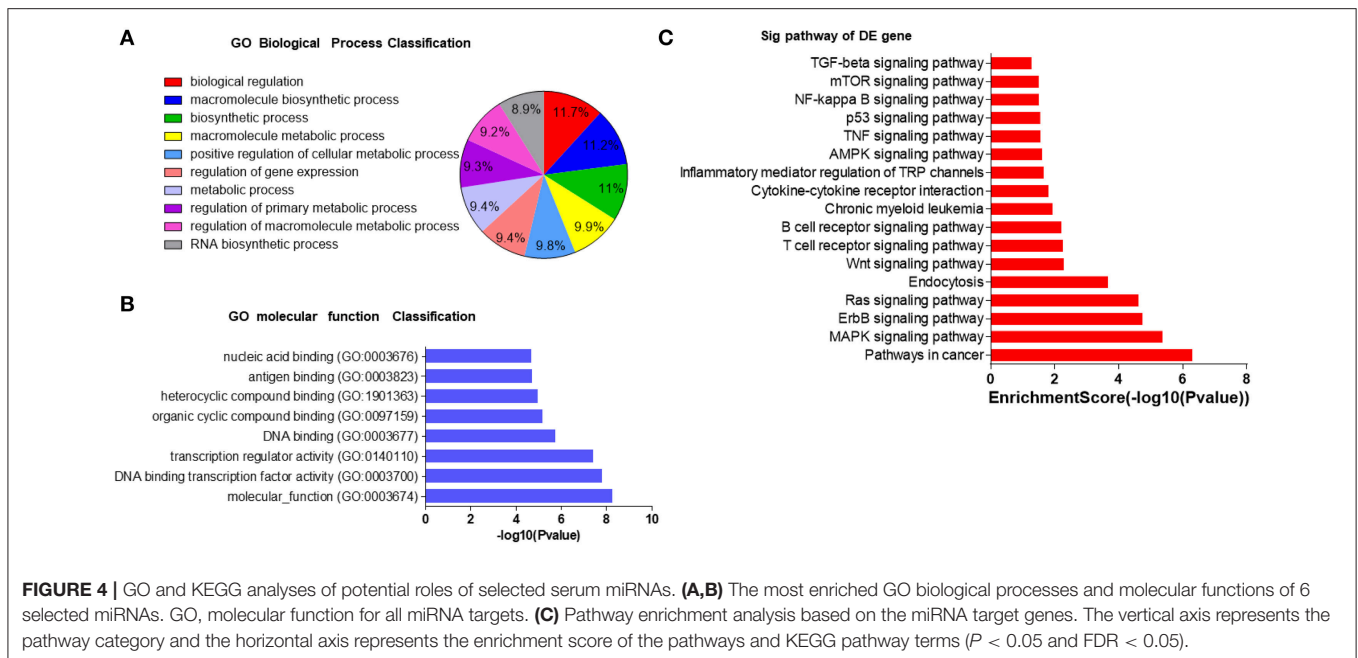 A
GO Biological Process Classification
biological regulation
macromolecule biosynthetic process
biosynthetic process
macromolecule metabolic process
positive regulation of cellular metabolic process
regulation of gene expression
metabolic process
regulation of primary metabolic process
regulation of macromolecule metabolic process
RNA biosynthetic process
11.7%
11.2%
11%
9.9%
9.8%
9.4%
9.4%
9.3%
9.2%
8.9%
B
GO molecular function Classification
nucleic acid binding (GO:0003676)
antigen binding (GO:0003823)
heterocyclic compound binding (GO:1901363)
organic cyclic compound binding (GO:0097159)
DNA binding (GO:0003677)
transcription regulator activity (GO:0140110)
DNA binding transcription factor activity (GO:0003700)
molecular_function (GO:0003674)
0 2 4 6 8 10
-log10(Pvalue)
C
Sig pathway of DE gene
TGF-beta signaling pathway
mTOR signaling pathway
NF-kappa B signaling pathway
p53 signaling pathway
TNF signaling pathway
AMPK signaling pathway
Inflammatory mediator regulation of TRP channels
Cytokine-cytokine receptor interaction
Chronic myeloid leukemia
B cell receptor signaling pathway
T cell receptor signaling pathway
Wnt signaling pathway
Endocytosis
Ras signaling pathway
ErbB signaling pathway
MAPK signaling pathway
Pathways in cancer
0 2 4 6 8
EnrichmentScore(-log10(Pvalue))
FIGURE 4 | GO and KEGG analyses of potential roles of selected serum miRNAs. (A,B) The most enriched GO biological processes and molecular functions of 6
selected miRNAs. GO, molecular function for all miRNA targets. (C) Pathway enrichment analysis based on the miRNA target genes. The vertical axis represents the
pathway category and the horizontal axis represents the enrichment score of the pathways and KEGG pathway terms (P < 0.05 and FDR < 0.05).